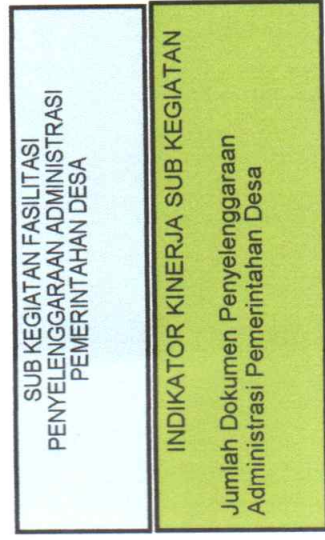 SUB KEGIATAN FASILITASI
PENYELENGGARAAN ADMINISTRASI
PEMERINTAHAN DESA
INDIKATOR KINERJA SUB KEGIATAN
Jumlah Dokumen Penyelenggaraan
Administrasi Pemerintahan Desa